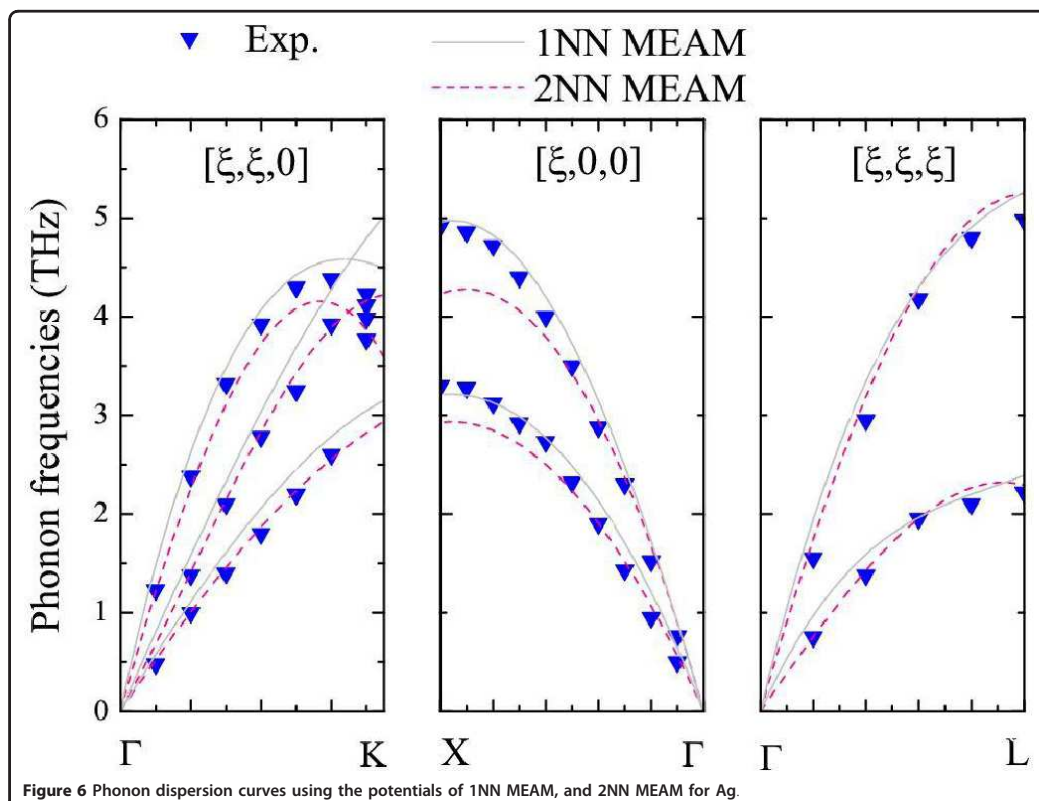 Exp.
1NN MEAM
2NN MEAM
Phonon frequencies (THz)
6
5
4
3
2
1
0
[ξ,ξ,0]
[ξ,0,0]
[ξ,ξ,ξ]
Γ K
X Γ
Γ L
Figure 6 Phonon dispersion curves using the potentials of 1NN MEAM, and 2NN MEAM for Ag.